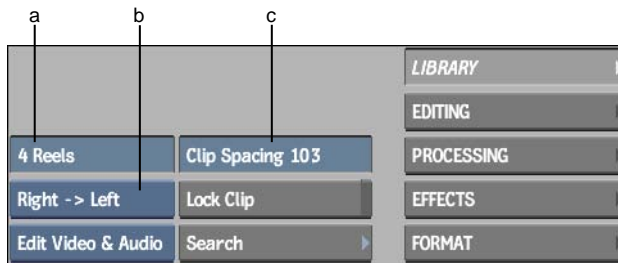 a b c
LIBRARY
EDITING
4 Reels Clip Spacing 103 PROCESSING
Right -> Left Lock Clip EFFECTS
Edit Video & Audio Search FORMAT